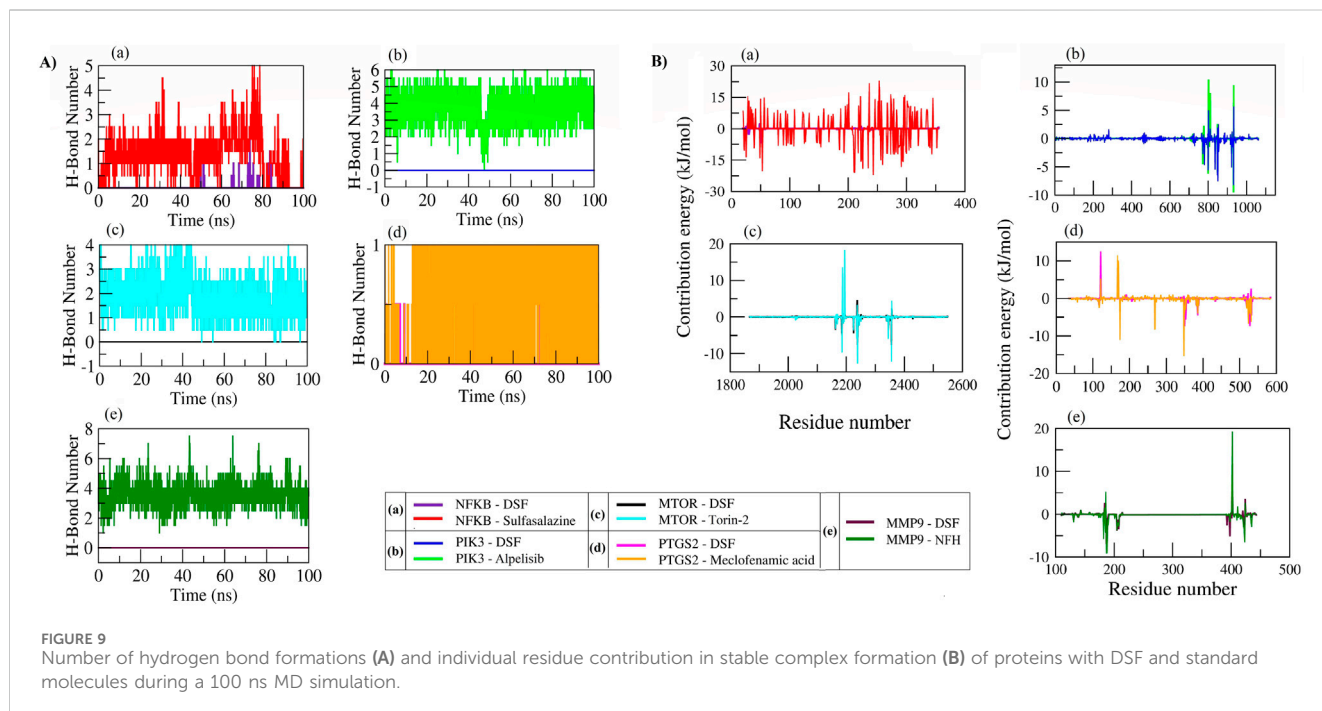 A)
(a)
H-Bond Number
5
4
3
2
1
0
0 20 40 60 80 100
Time (ns)
(b)
H-Bond Number
6
5
4
3
2
1
0
-1
0 20 40 60 80 100
Time (ns)
(c)
H-Bond Number
4
3
2
1
0
-1
0 20 40 60 80 100
Time (ns)
(d)
H-Bond Number
1
0
0 20 40 60 80 100
Time (ns)
(e)
H-Bond Number
8
6
4
2
0
0 20 40 60 80 100
Time (ns)
B)
(a)
30
15
0
-15
-30
0 100 200 300 400
(b)
10
5
0
-5
-10
0 200 400 600 800 1000
(c)
20
10
0
-10
1800 2000 2200 2400 2600
Residue number
Contribution energy (kJ/mol)
(d)
20
10
0
-10
-20
0 100 200 300 400 500 600
Contribution energy (kJ/mol)
(e)
20
10
0
-10
100 200 300 400 500
Residue number
(a) NFKB - DSF
NFKB - Sulfasalazine
(b) PIK3 - DSF
PIK3 - Alpelisib
(c) MTOR - DSF
MTOR - Torin-2
(d) PTGS2 - DSF
PTGS2 - Meclofenamic acid
(e) MMP9 - DSF
MMP9 - NFH
FIGURE 9
Number of hydrogen bond formations (A) and individual residue contribution in stable complex formation (B) of proteins with DSF and standard
molecules during a 100 ns MD simulation.